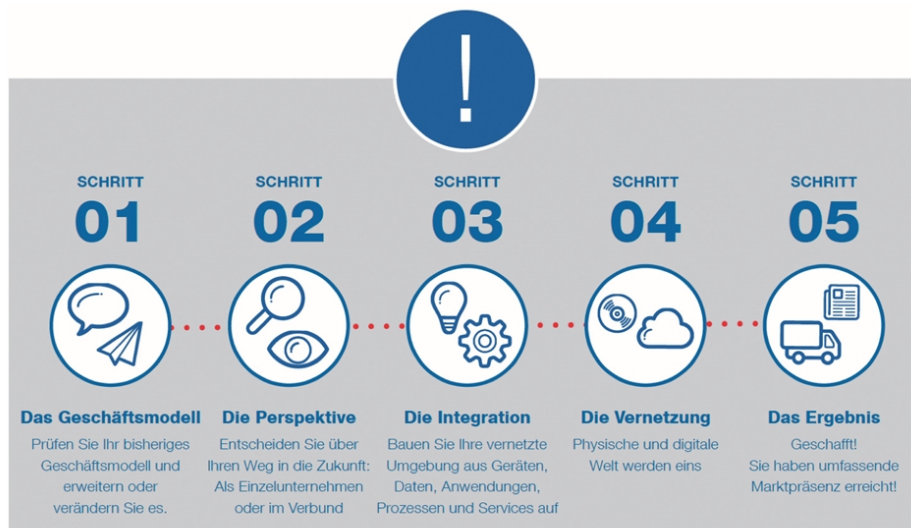 !
SCHRITT
01
Das Geschäftsmodell
Prüfen Sie Ihr bisheriges
Geschäftsmodell und
erweitern oder
verändern Sie es.
SCHRITT
02
Die Perspektive
Entscheiden Sie über
Ihren Weg in die Zukunft:
Als Einzelunternehmen
oder im Verbund
SCHRITT
03
Die Integration
Bauen Sie Ihre vernetzte
Umgebung aus Geräten,
Daten, Anwendungen,
Prozessen und Services auf
SCHRITT
04
Die Vernetzung
Physische und digitale
Welt werden eins
SCHRITT
05
Das Ergebnis
Geschafft!
Sie haben umfassende
Marktpräsenz erreicht!